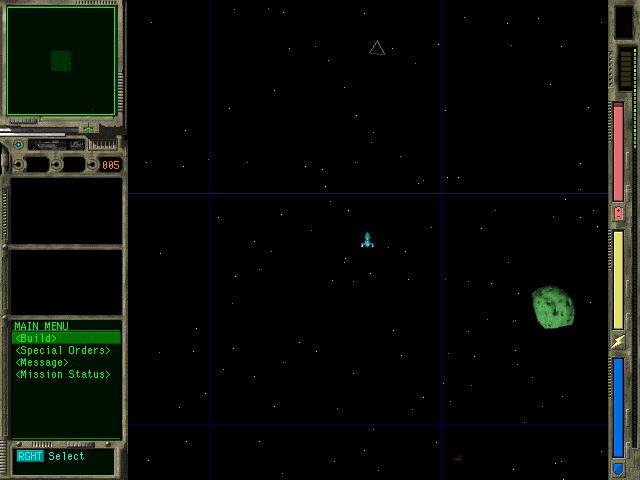 005
MAIN MENU
<Build>
<Special Orders>
<Message>
<Mission Status>
RGHT Select